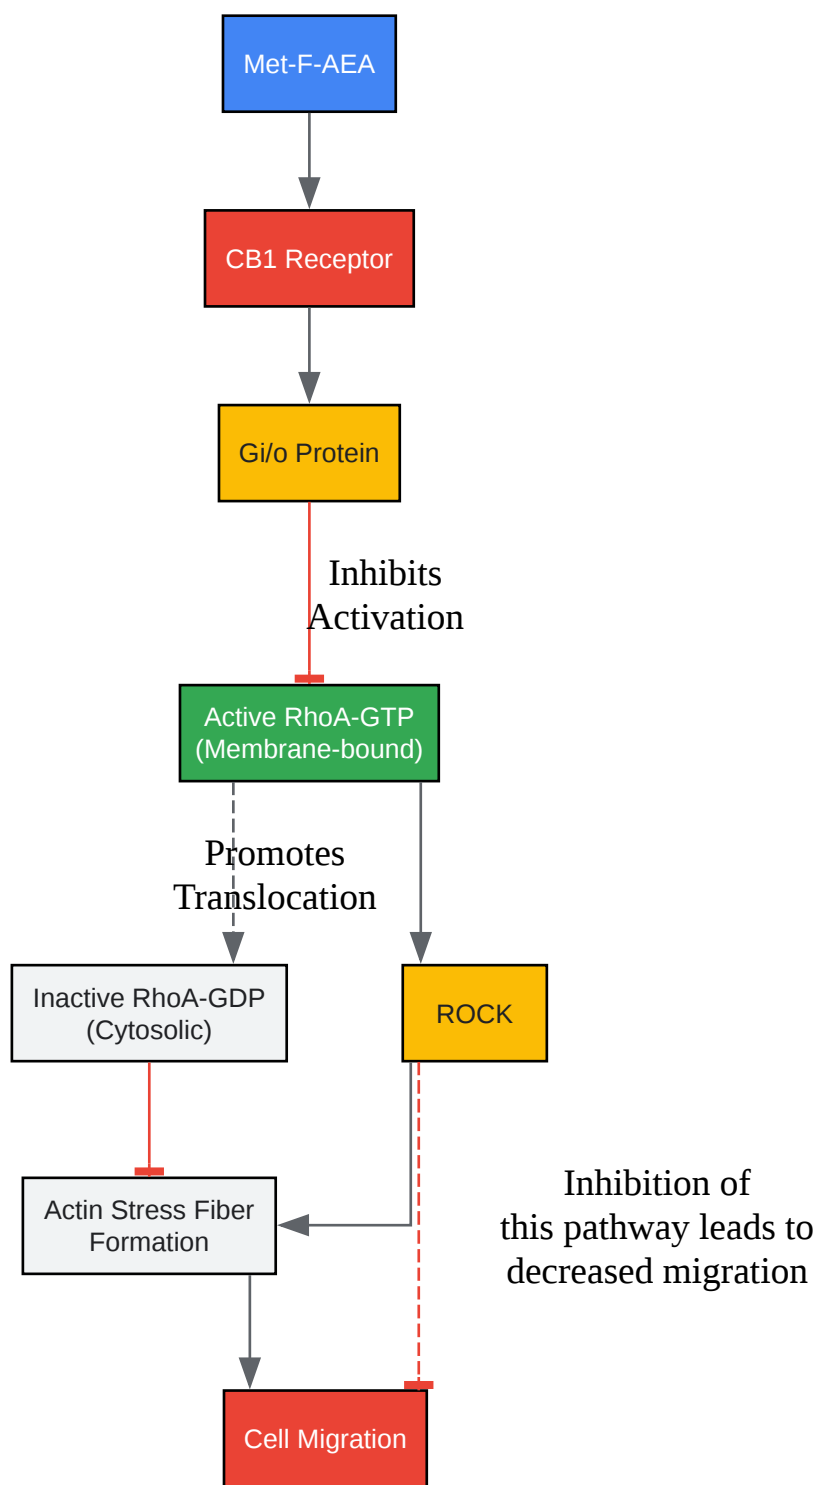 Met-F-AEA
CB1 Receptor
Gi/o Protein
Inhibits
Activation
Active RhoA-GTP
(Membrane-bound)
Promotes
Translocation
Inactive RhoA-GDP
(Cytosolic)
ROCK
Actin Stress Fiber
Formation
Inhibition of
this pathway leads to
decreased migration
Cell Migration